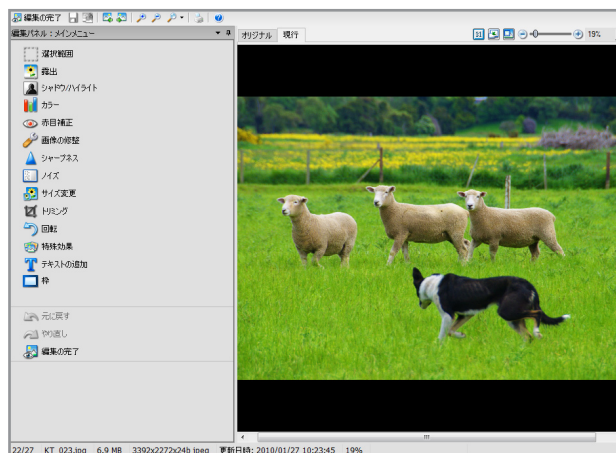 編集の完了
編集パネル：メインメニュー
オリジナル
現行
19%
選択範囲
露出
シャドウ/ハイライト
カラー
赤目補正
画像の修整
シャープネス
ノイズ
サイズ変更
トリミング
回転
特殊効果
テキストの追加
枠
元に戻す
やり直し
編集の完了
22/27 KT_023.jpg 6.9 MB 3392x2272x24b jpeg 更新日時: 2010/01/27 10:23:45 19%